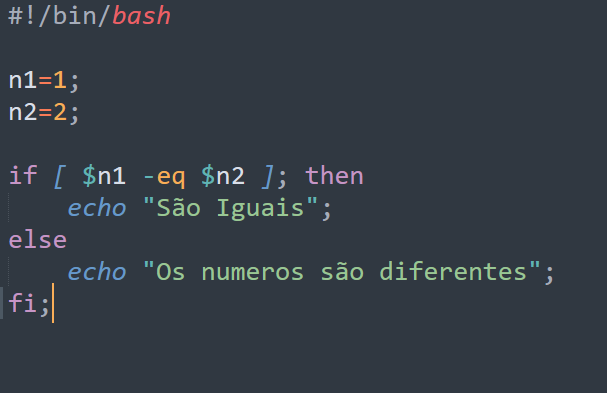 #!/bin/bash
n1=1;
n2=2;
if [ $n1 -eq $n2 ]; then
echo "São Iguais";
else
echo "Os numeros são diferentes";
fi;